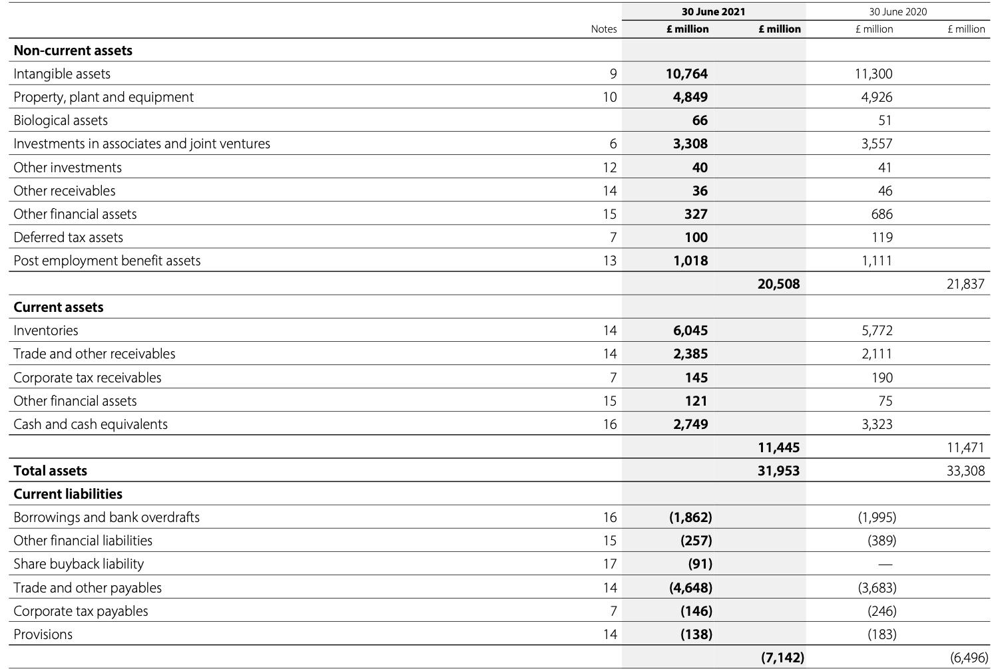 30 June 2021 30 June 2020
Notes £ million £ million £ million £ million
Non-current assets
Intangible assets 9 10,764 11,300
Property, plant and equipment 10 4,849 4,926
Biological assets 66 51
Investments in associates and joint ventures 6 3,308 3,557
Other investments 12 40 41
Other receivables 14 36 46
Other financial assets 15 327 686
Deferred tax assets 7 100 119
Post employment benefit assets 13 1,018 1,111
20,508 21,837
Current assets
Inventories 14 6,045 5,772
Trade and other receivables 14 2,385 2,111
Corporate tax receivables 7 145 190
Other financial assets 15 121 75
Cash and cash equivalents 16 2,749 3,323
11,445 11,471
Total assets 31,953 33,308
Current liabilities
Borrowings and bank overdrafts 16 (1,862) (1,995)
Other financial liabilities 15 (257) (389)
Share buyback liability 17 (91) —
Trade and other payables 14 (4,648) (3,683)
Corporate tax payables 7 (146) (246)
Provisions 14 (138) (183)
(7,142) (6,496)